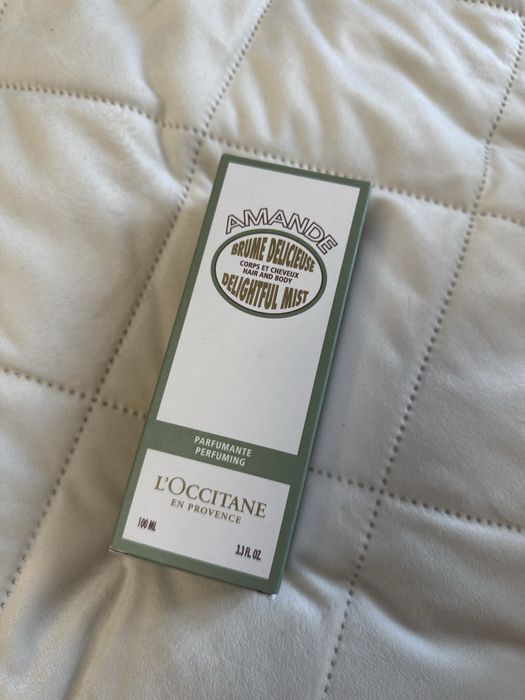 AMANDE
BRUME DELICIEUSE
CORPS ET CHEVEUX
HAIR AND BODY
DELIGHTFUL MIST
PARFUMANTE
PERFUMING
L'OCCITANE
EN PROVENCE
100 ML
3.3 FL. OZ.